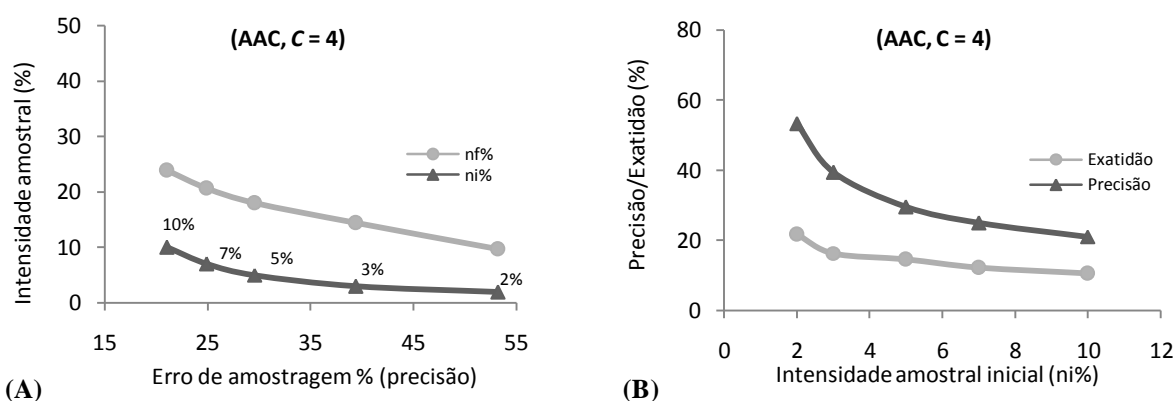 (AAC, C = 4)
Intensidade amostral (%)
50
40
30
20
10
0
nf%
ni%
10%
7%
5%
3%
2%
15
25
35
45
55
Erro de amostragem % (precisão)
(A)
(AAC, C = 4)
Precisão/Exatidão (%)
80
60
40
20
0
Exatidão
Precisão
0
2
4
6
8
10
12
Intensidade amostral inicial (ni%)
(B)